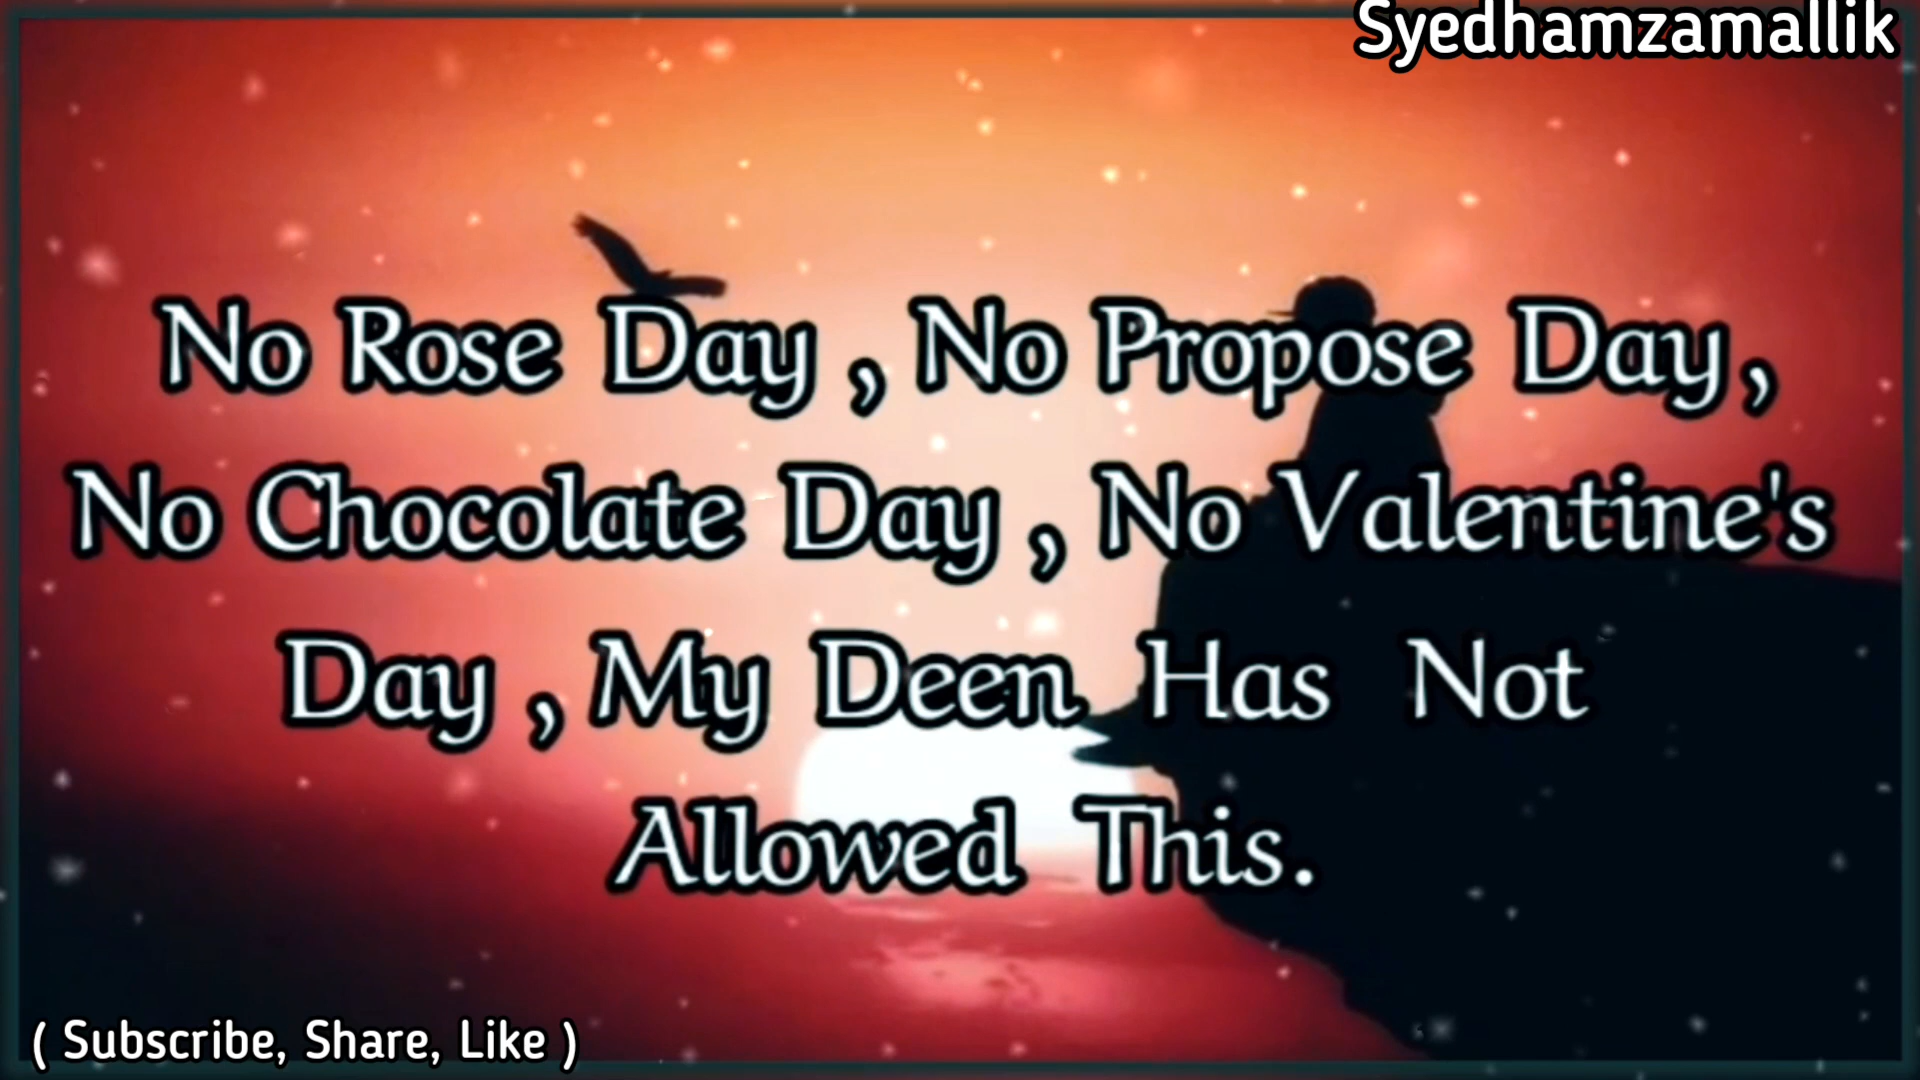 Syedhamzamallik
No Rose Day , No Propose Day ,
No Chocolate Day , No Valentine's
Day , My Deen Has Not
Allowed This.
( Subscribe, Share, Like )